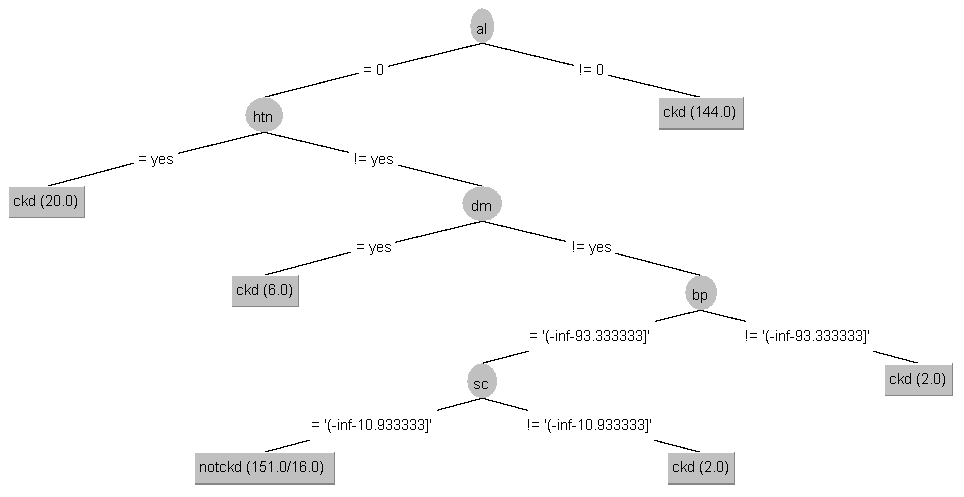 al
= 0
!= 0
htn
ckd (144.0)
= yes
!= yes
ckd (20.0)
dm
= yes
!= yes
ckd (6.0)
bp
= '(-inf-93.333333]'
!= '(-inf-93.333333]'
sc
ckd (2.0)
= '(-inf-10.933333]'
!= '(-inf-10.933333]'
notckd (151.0/16.0)
ckd (2.0)